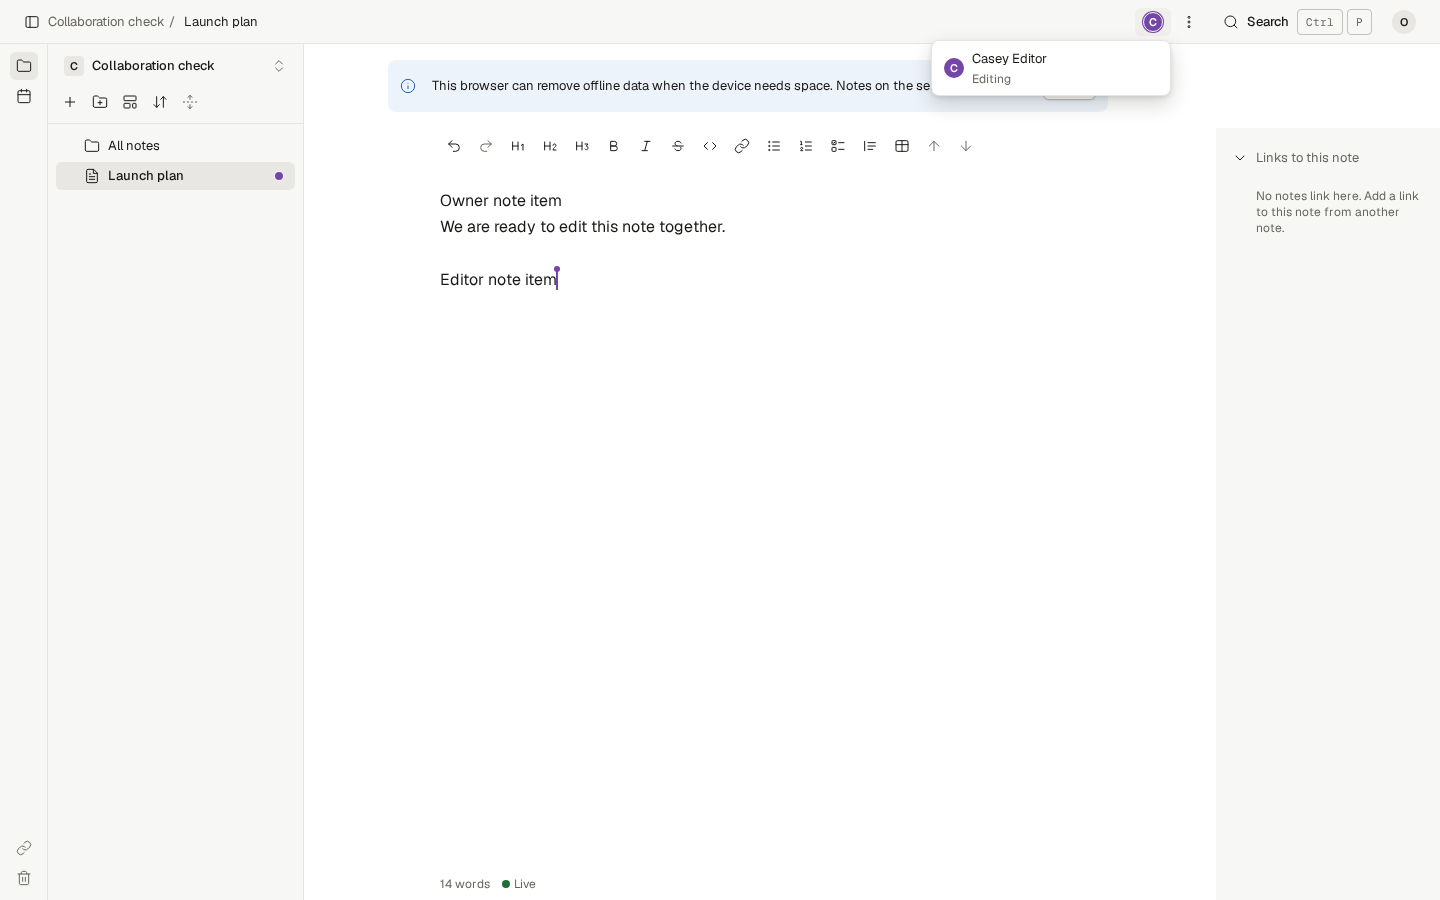 Collaboration check / Launch plan
C
Search Ctrl P
O
C Collaboration check
Casey Editor
C
Editing
This browser can remove offline data when the device needs space. Notes on the se
All notes
Launch plan
H1 H2 H3 B I S
Links to this note
No notes link here. Add a link
to this note from another
note.
Owner note item
We are ready to edit this note together.
Editor note item
14 words Live